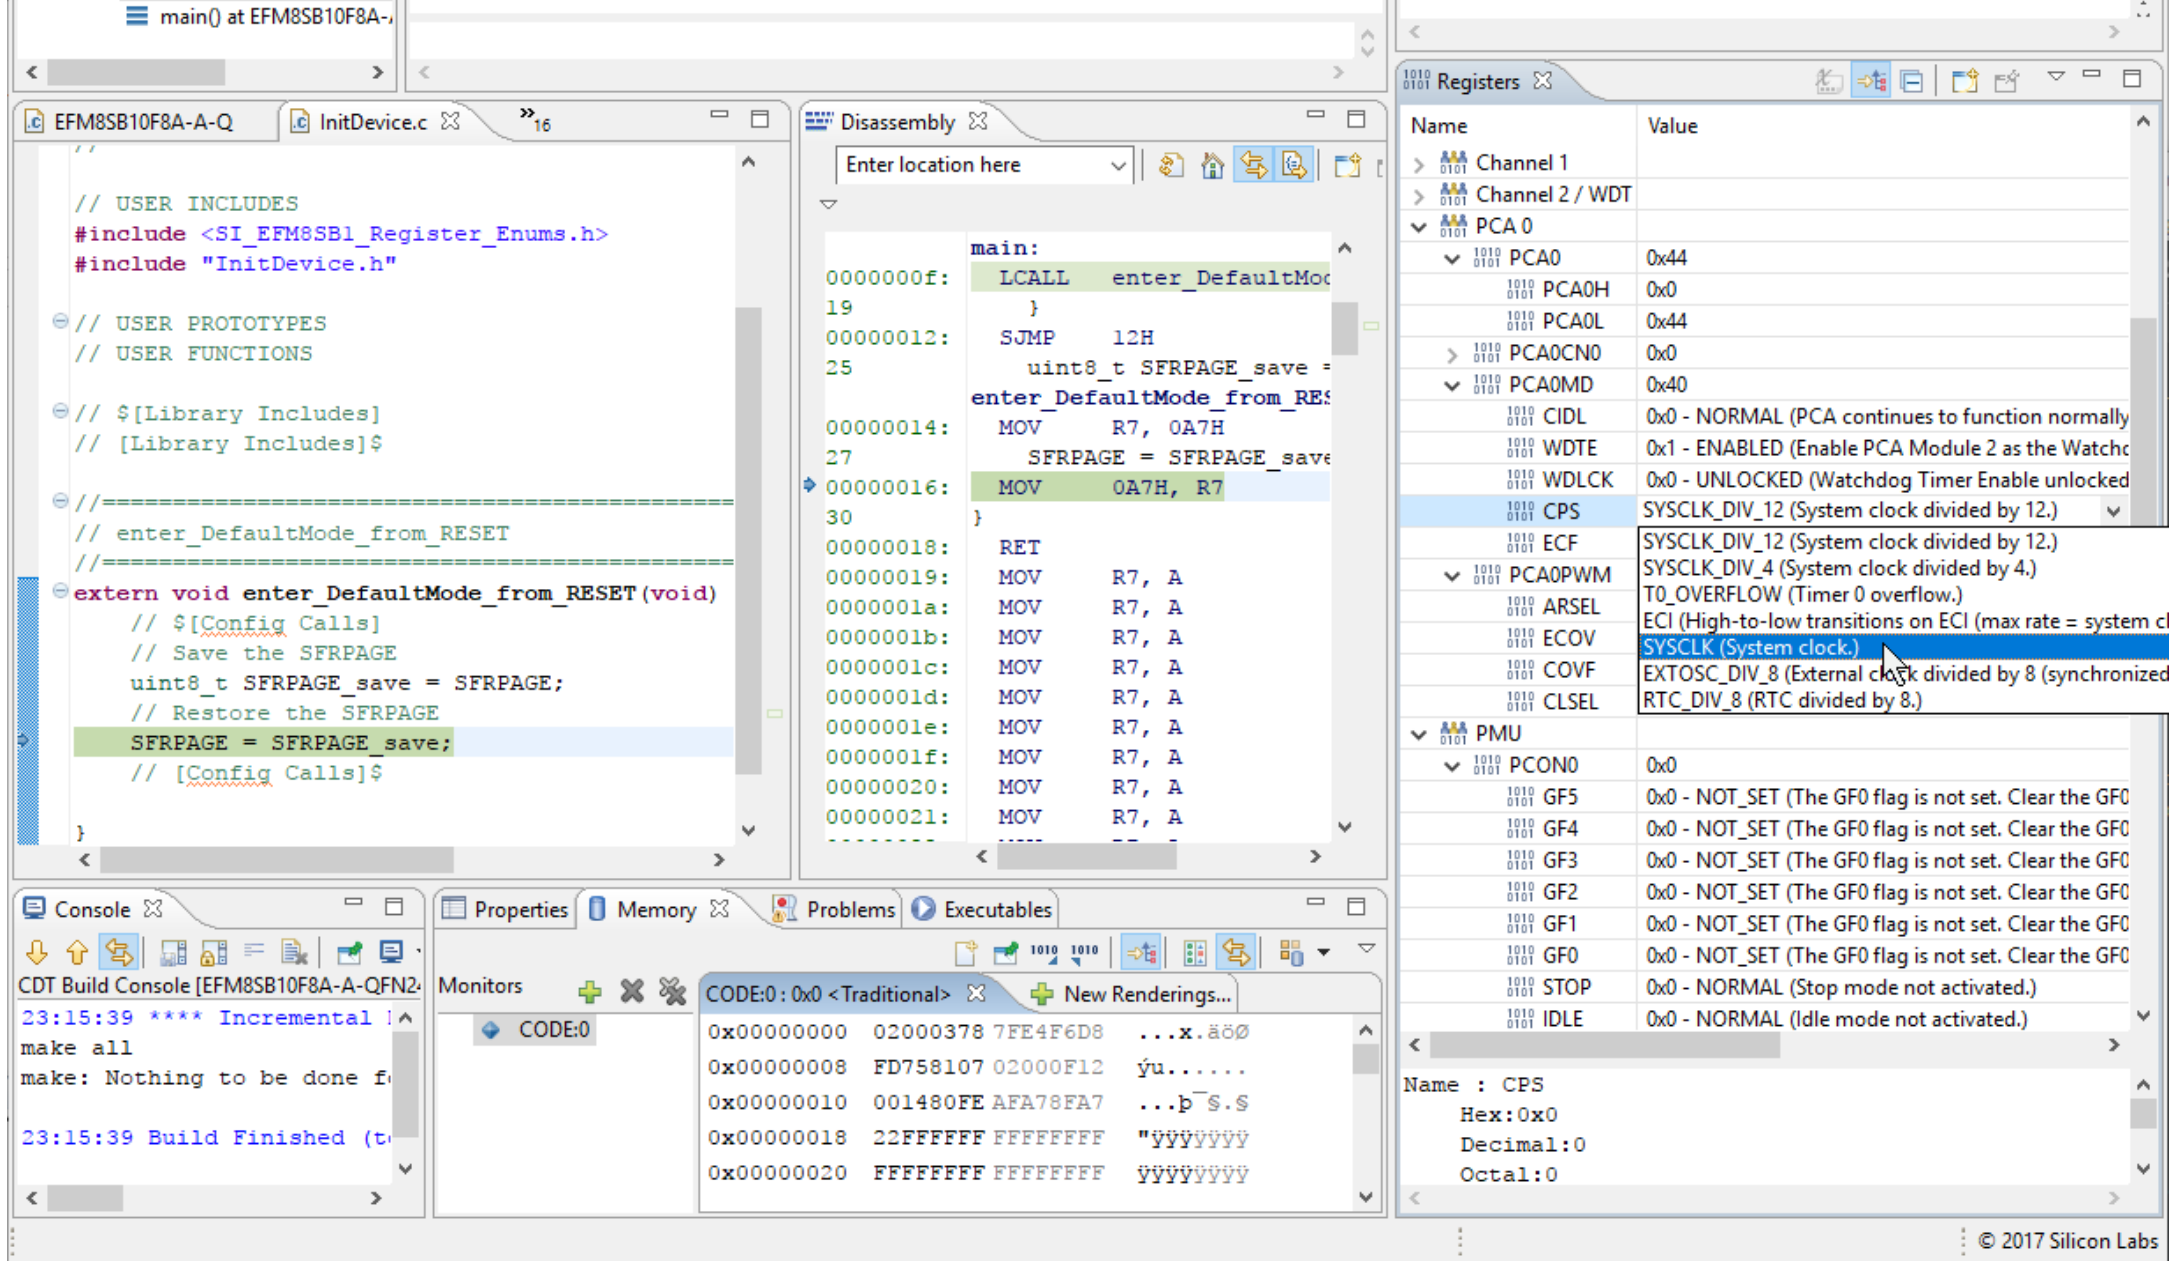 main() at EFM8SB10F8A-
EFM8SB10F8A-A-Q
InitDevice.c
»16
//
// USER INCLUDES
#include <SI_EFM8SB1_Register_Enums.h>
#include "InitDevice.h"
// USER PROTOTYPES
// USER FUNCTIONS
// $[Library Includes]
// [Library Includes]$
//=============================================
// enter_DefaultMode_from_RESET
//=============================================
extern void enter_DefaultMode_from_RESET(void)
// $[Config Calls]
// Save the SFRPAGE
uint8_t SFRPAGE_save = SFRPAGE;
// Restore the SFRPAGE
SFRPAGE = SFRPAGE_save;
// [Config Calls]$
}
Disassembly
Enter location here
main:
0000000f: LCALL enter_DefaultMod
19 }
00000012: SJMP 12H
25 uint8_t SFRPAGE_save =
enter_DefaultMode_from_RES
00000014: MOV R7, 0A7H
27 SFRPAGE = SFRPAGE_save
00000016: MOV 0A7H, R7
30 }
00000018: RET
00000019: MOV R7, A
0000001a: MOV R7, A
0000001b: MOV R7, A
0000001c: MOV R7, A
0000001d: MOV R7, A
0000001e: MOV R7, A
0000001f: MOV R7, A
00000020: MOV R7, A
00000021: MOV R7, A
Registers
Name Value
Channel 1
Channel 2 / WDT
PCA 0
PCA0 0x44
PCA0H 0x0
PCA0L 0x44
PCA0CN0 0x0
PCA0MD 0x40
CIDL 0x0 - NORMAL (PCA continues to function normally
WDTE 0x1 - ENABLED (Enable PCA Module 2 as the Watchd
WDLCK 0x0 - UNLOCKED (Watchdog Timer Enable unlocked
CPS SYSCLK_DIV_12 (System clock divided by 12.)
ECF
PCA0PWM
ARSEL
ECOV
COVF
CLSEL
SYSCLK_DIV_12 (System clock divided by 12.)
SYSCLK_DIV_4 (System clock divided by 4.)
T0_OVERFLOW (Timer 0 overflow.)
ECI (High-to-low transitions on ECI (max rate = system cl
SYSCLK (System clock.)
EXTOSC_DIV_8 (External clock divided by 8 (synchronized
RTC_DIV_8 (RTC divided by 8.)
PMU
PCON0 0x0
GF5 0x0 - NOT_SET (The GF0 flag is not set. Clear the GF0
GF4 0x0 - NOT_SET (The GF0 flag is not set. Clear the GF0
GF3 0x0 - NOT_SET (The GF0 flag is not set. Clear the GF0
GF2 0x0 - NOT_SET (The GF0 flag is not set. Clear the GF0
GF1 0x0 - NOT_SET (The GF0 flag is not set. Clear the GF0
GF0 0x0 - NOT_SET (The GF0 flag is not set. Clear the GF0
STOP 0x0 - NORMAL (Stop mode not activated.)
IDLE 0x0 - NORMAL (Idle mode not activated.)
Name : CPS
Hex:0x0
Decimal:0
Octal:0
Console
CDT Build Console [EFM8SB10F8A-A-QFN2
23:15:39 **** Incremental
make all
make: Nothing to be done f
23:15:39 Build Finished (t
Properties
Memory
Problems
Executables
Monitors
CODE:0
CODE:0 : 0x0 <Traditional>
New Renderings...
0x00000000 02000378 7FE4F6D8 ...x.äöØ
0x00000008 FD758107 02000F12 ýu......
0x00000010 001480FE AFA78FA7 ...þ¯§.§
0x00000018 22FFFFFF FFFFFFFF "ÿÿÿÿÿÿÿ
0x00000020 FFFFFFFF FFFFFFFF ÿÿÿÿÿÿÿÿ
© 2017 Silicon Labs